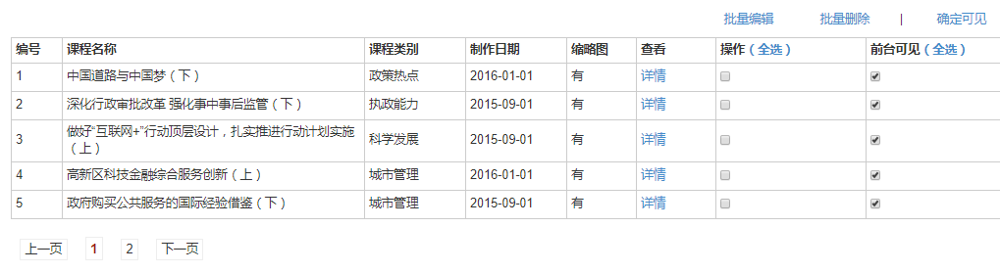 批量编辑 批量删除 | 确定可见
编号 课程名称 课程类别 制作日期 缩略图 查看 操作（全选） 前台可见（全选）
1 中国道路与中国梦（下） 政策热点 2016-01-01 有 详情
2 深化行政审批改革 强化事中事后监管（下） 执政能力 2015-09-01 有 详情
3 做好“互联网+”行动顶层设计，扎实推进行动计划实施
（上） 科学发展 2015-09-01 有 详情
4 高新区科技金融综合服务创新（上） 城市管理 2016-01-01 有 详情
5 政府购买公共服务的国际经验借鉴（下） 城市管理 2015-09-01 有 详情
上一页 1 2 下一页